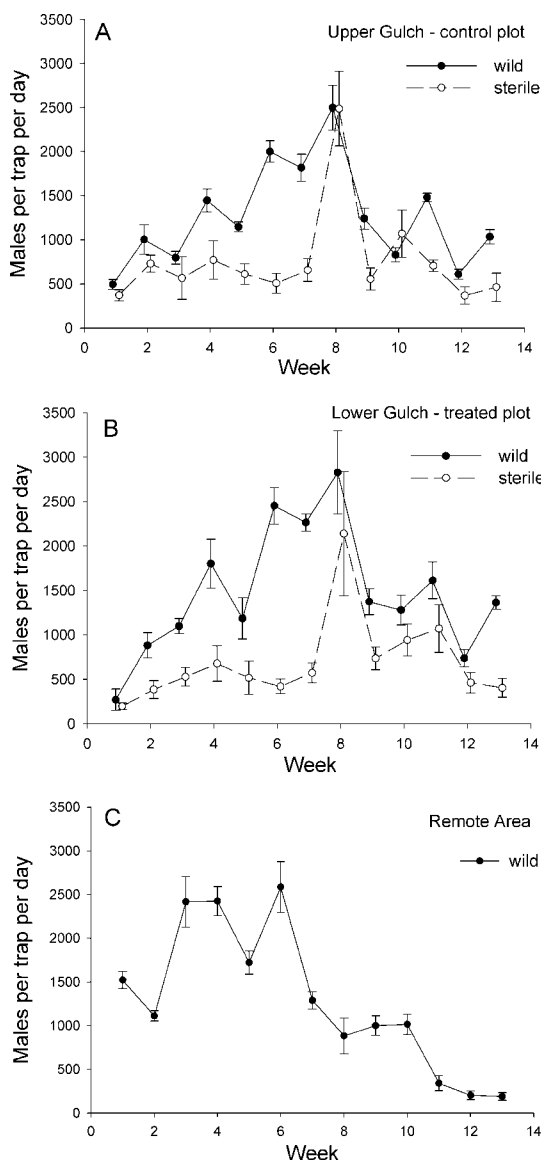 A
Upper Gulch - control plot
wild
sterile
3500
3000
2500
2000
1500
1000
500
0
Males per trap per day
0 2 4 6 8 10 12 14
Week
B
Lower Gulch - treated plot
wild
sterile
3500
3000
2500
2000
1500
1000
500
0
Males per trap per day
0 2 4 6 8 10 12 14
Week
C
Remote Area
wild
3500
3000
2500
2000
1500
1000
500
0
Males per trap per day
0 2 4 6 8 10 12 14
Week